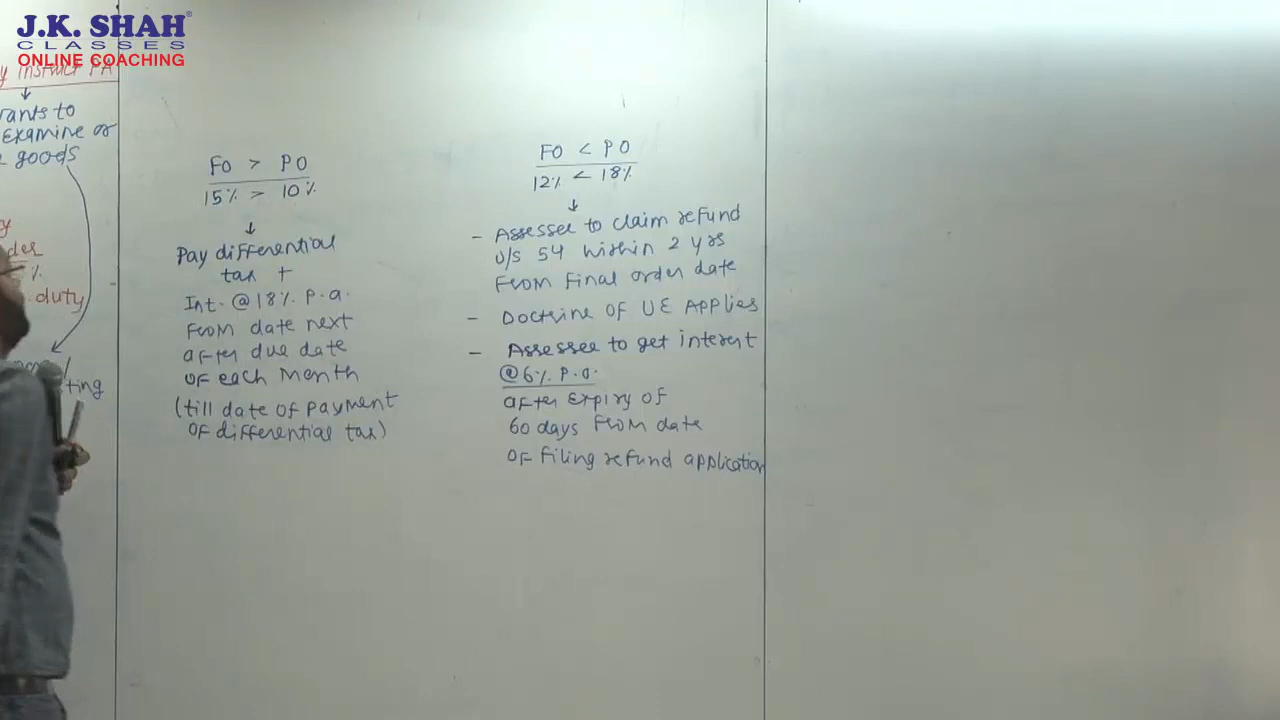 J.K. SHAH®
CLASSES
ONLINE COACHING
y instruct PA
wants to
Examine or
goods
duty
ting
FO > PO
15% > 10%
Pay differential
tax +
Int. @ 18% P.a.
From date next
after due date
of each Month
(till date of payment
of differential tax)
FO < PO
12% < 18%
- Assessee to claim refund
u/s 54 within 2 yrs
From final order date
- Doctrine of UE Applies
- Assessee to get interest
@6% P.a.
after Expiry of
60 days from date
of filing refund application